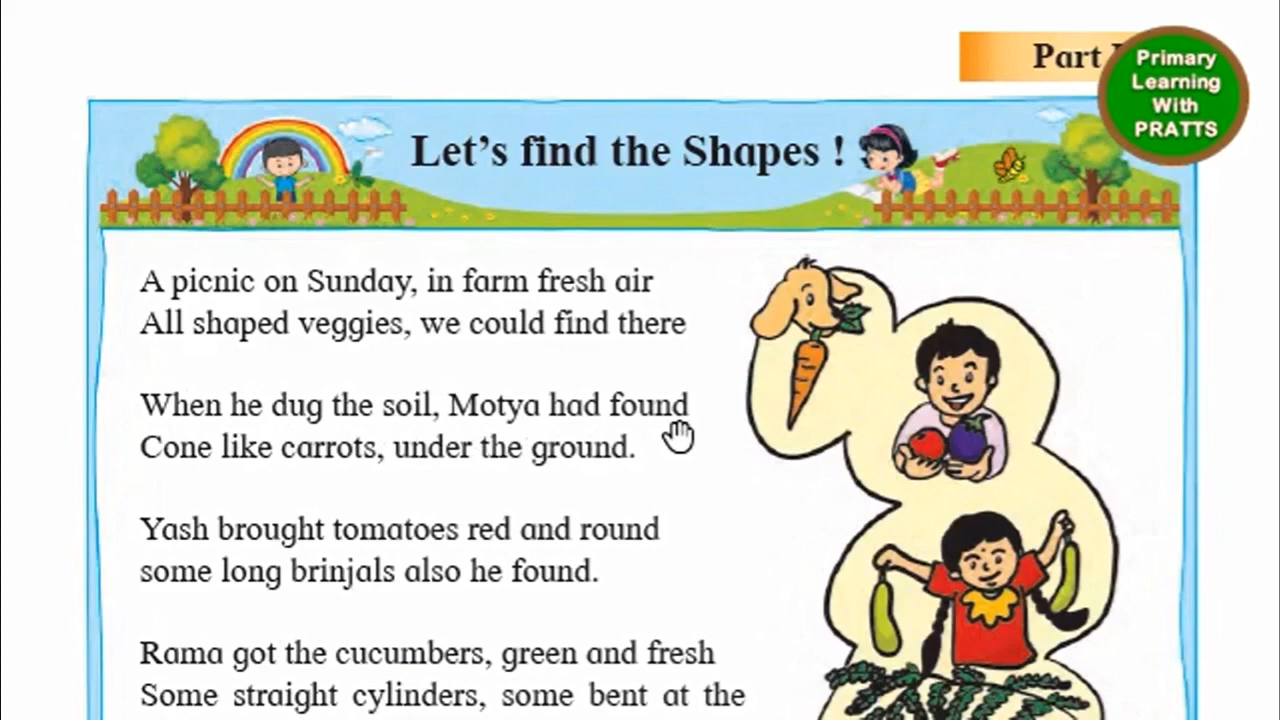 Part
Primary
Learning
With
PRATTS
Let's find the Shapes !
A picnic on Sunday, in farm fresh air
All shaped veggies, we could find there
When he dug the soil, Motya had found
Cone like carrots, under the ground.
Yash brought tomatoes red and round
some long brinjals also he found.
Rama got the cucumbers, green and fresh
Some straight cylinders, some bent at the